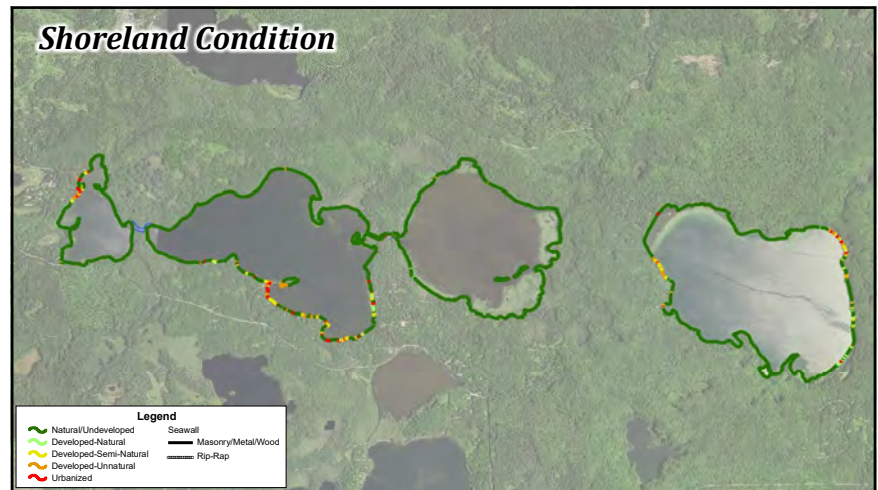 Shoreland Condition
Legend
Natural/Undeveloped
Developed-Natural
Developed-Semi-Natural
Developed-Unnatural
Urbanized
Seawall
Masonry/Metal/Wood
Rip-Rap